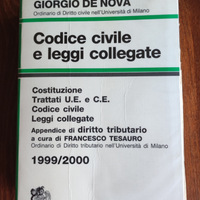 GIORGIO DE NOVA
Ordinario di Diritto civile nell'Università di Milano
Codice civile
e leggi collegate
Costituzione
Trattati U.E. e C.E.
Codice civile
Leggi collegate
Appendice di diritto tributario
a cura di FRANCESCO TESAURO
Ordinario di Diritto tributario nell'Università di Milano
1999/2000